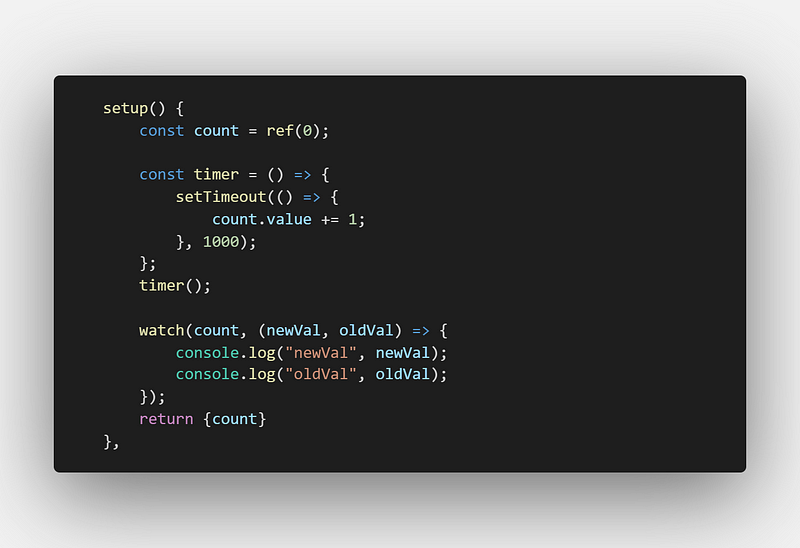 setup() {
    const count = ref(0);

    const timer = () => {
        setTimeout(() => {
            count.value += 1;
        }, 1000);
    };
    timer();

    watch(count, (newVal, oldVal) => {
        console.log("newVal", newVal);
        console.log("oldVal", oldVal);
    });
    return {count}
},